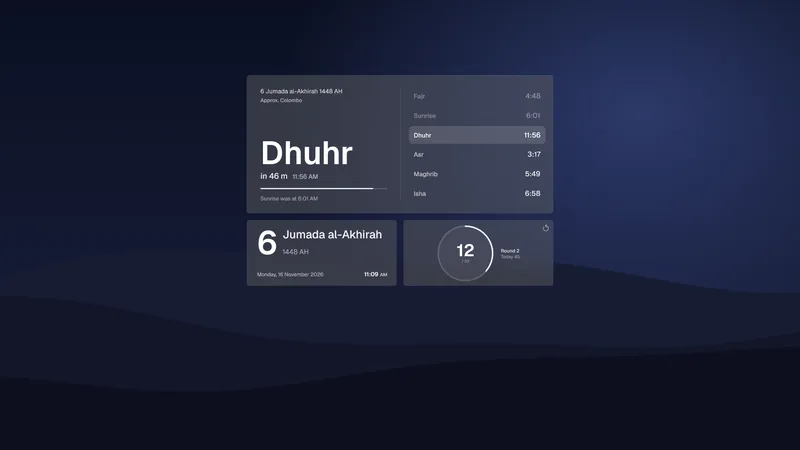 6 Jumada al-Akhirah 1448 AH
Approx. Colombo
Dhuhr
in 46 m 11:56 AM
Sunrise was at 6:01 AM
Fajr 4:48
Sunrise 6:01
Dhuhr 11:56
Asr 3:17
Maghrib 5:49
Isha 6:58
6 Jumada al-Akhirah
1448 AH
Monday, 16 November 2026 11:09 AM
12
Round 2
Today 45